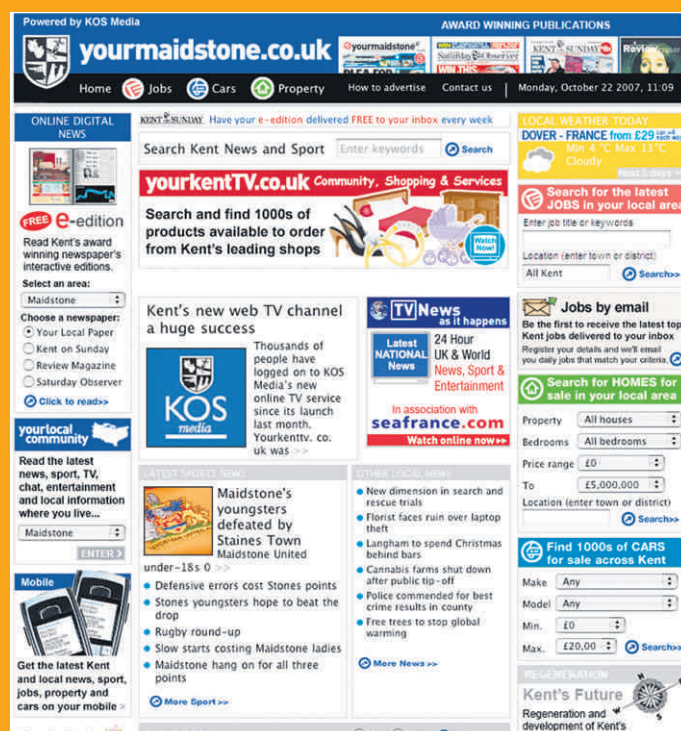 Powered by KOS Media
AWARD WINNING PUBLICATIONS
yourmaidstone.co.uk
yourmaidstone
Saturday Observer
KENT ON SUNDAY
Review
WIN THIS
Home Jobs Cars Property How to advertise Contact us Monday, October 22 2007, 11:09
ONLINE DIGITAL
NEWS
FREE e-edition
Read Kent's award
winning newspaper's
interactive editions.
Select an area:
Maidstone
Choose a newspaper:
Your Local Paper
Kent on Sunday
Review Magazine
Saturday Observer
Click to read>>
yourlocal
community
Read the latest
news, sport, TV,
chat, entertainment
and local information
where you live...
Maidstone
ENTER >
Mobile
Get the latest Kent
and local news, sport,
jobs, property and
cars on your mobile >
KENT ON SUNDAY Have your e-edition delivered FREE to your inbox every week
Search Kent News and Sport Enter keywords Search
yourkentTV.co.uk Community, Shopping & Services
Search and find 1000s of
products available to order
from Kent's leading shops
Watch
Now!
Kent's new web TV channel
a huge success
KOS
media
Thousands of
people have
logged on to KOS
Media's new
online TV service
since its launch
last month.
Yourkenttv. co.
uk was >>
TV News
as it happens
Latest
NATIONAL
News
24 Hour
UK & World
News, Sport &
Entertainment
In association with
seafrance.com
Watch online now>>
LATEST SPORTS NEWS
Maidstone's
youngsters
defeated by
Staines Town
Maidstone United
under-18s 0 >>
Defensive errors cost Stones points
Stones youngsters hope to beat the
drop
Rugby round-up
Slow starts costing Maidstone ladies
Maidstone hang on for all three
points
More Sport>>
OTHER LOCAL NEWS
New dimension in search and
rescue trials
Florist faces ruin over laptop
theft
Langham to spend Christmas
behind bars
Cannabis farms shut down
after public tip-off
Police commended for best
crime results in county
Free trees to stop global
warming
More News>>
LOCAL WEATHER TODAY
DOVER - FRANCE from £29
Min 4 °C Max 13°C
Cloudy
Next 5 days
Search for the latest
JOBS in your local area
Enter job title or keywords
Location (enter town or district)
All Kent Search>>
Jobs by email
Be the first to receive the latest top
Kent jobs delivered to your inbox
Register your details and we'll email
you daily jobs that match your criteria.
Search for HOMES for
sale in your local area
Property All houses
Bedrooms All bedrooms
Price range £0
To £5,000,000
Location (enter town or district)
Search>>
Find 1000s of CARS
for sale across Kent
Make Any
Model Any
Min. £0
Max. £20,00 Search>>
REGENERATION
Kent's Future
Regeneration and
development of Kent's